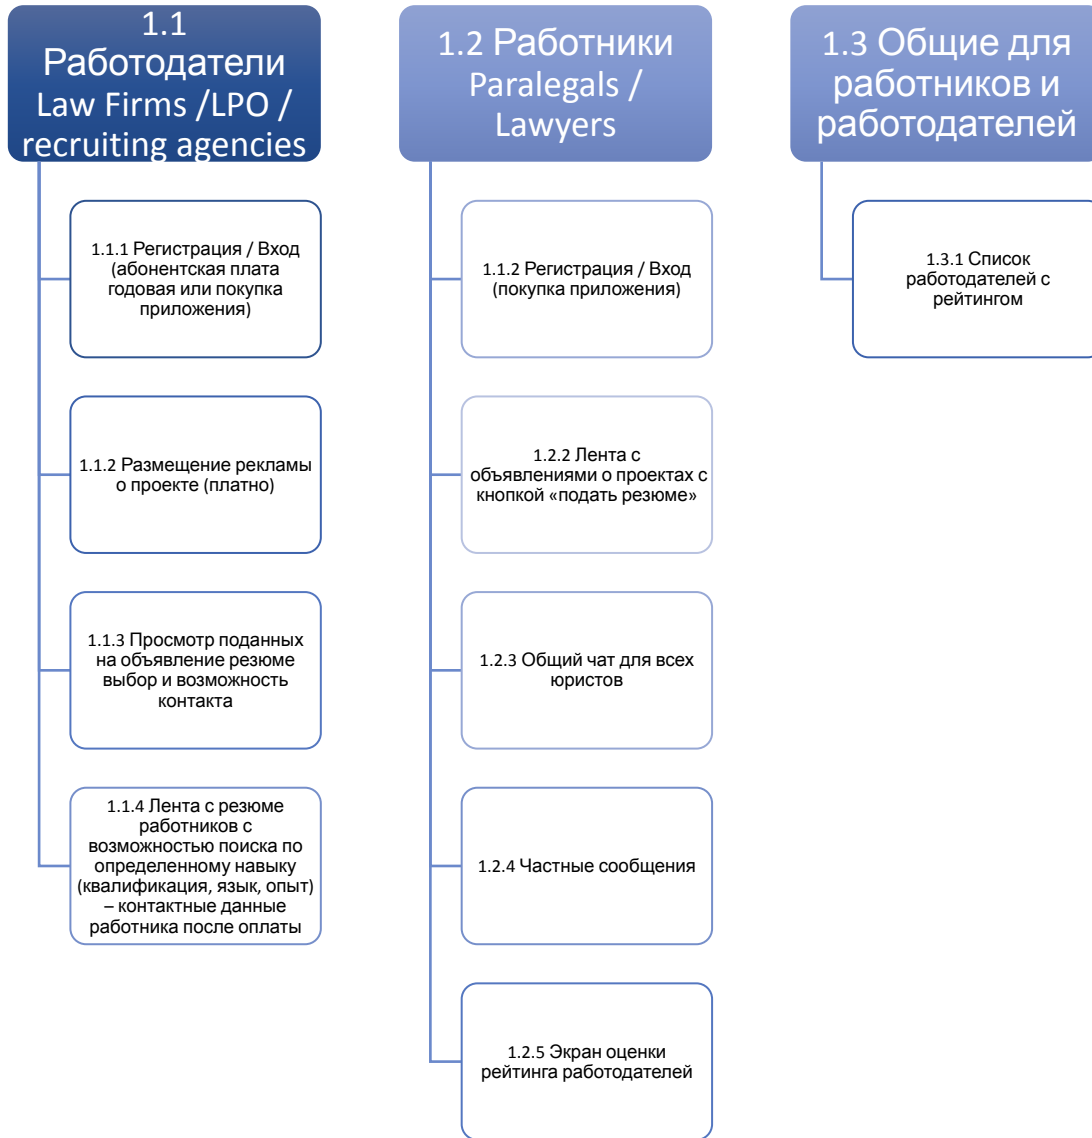 1.1
Работодатели
Law Firms /LPO /
recruiting agencies
1.1.1 Регистрация / Вход
(абонентская плата
годовая или покупка
приложения)
1.1.2 Размещение рекламы
о проекте (платно)
1.1.3 Просмотр поданных
на объявление резюме
выбор и возможность
контакта
1.1.4 Лента с резюме
работников с
возможностью поиска по
определенному навыку
(квалификация, язык, опыт)
– контактные данные
работника после оплаты
1.2 Работники
Paralegals /
Lawyers
1.1.2 Регистрация / Вход
(покупка приложения)
1.2.2 Лента с
объявлениями о проектах с
кнопкой «подать резюме»
1.2.3 Общий чат для всех
юристов
1.2.4 Частные сообщения
1.2.5 Экран оценки
рейтинга работодателей
1.3 Общие для
работников и
работодателей
1.3.1 Список
работодателей с
рейтингом